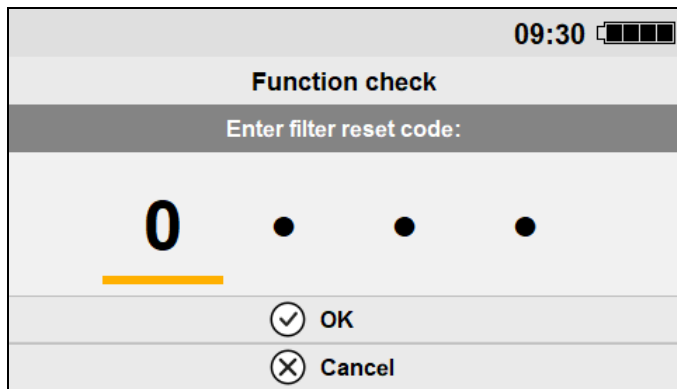 09:30
Function check
Enter filter reset code:
0 • • •
OK
Cancel